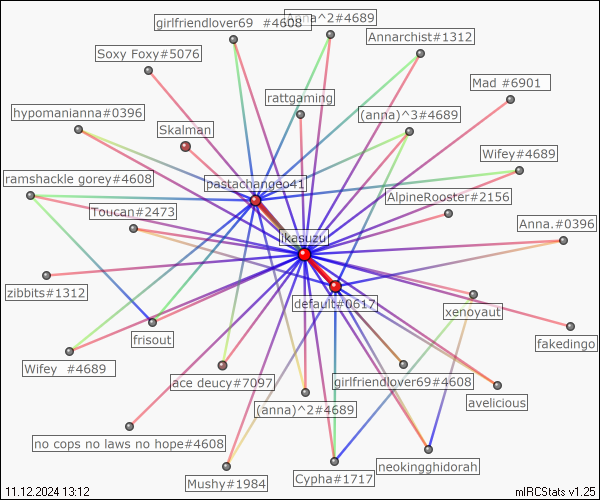 girlfriendlover69 #4608
Anna^2#4689
Annarchist#1312
Soxy Foxy#5076
Mad #6901
rattgaming
hypomanianna#0396
(anna)^3#4689
Skalman
Wifey#4689
ramshackle gorey#4608
pastachangeo41
AlpineRooster#2156
Toucan#2473
Anna.#0396
ikasuzu
zibbits#1312
default#0617
xenoyaut
frisout
fakedingo
Wifey #4689
ace deucy#7097
girlfriendlover69#4608
(anna)^2#4689
avelicious
no cops no laws no hope#4608
neokingghidorah
Cypha#1717
Mushy#1984
11.12.2024 13:12
mIRCStats v1.25